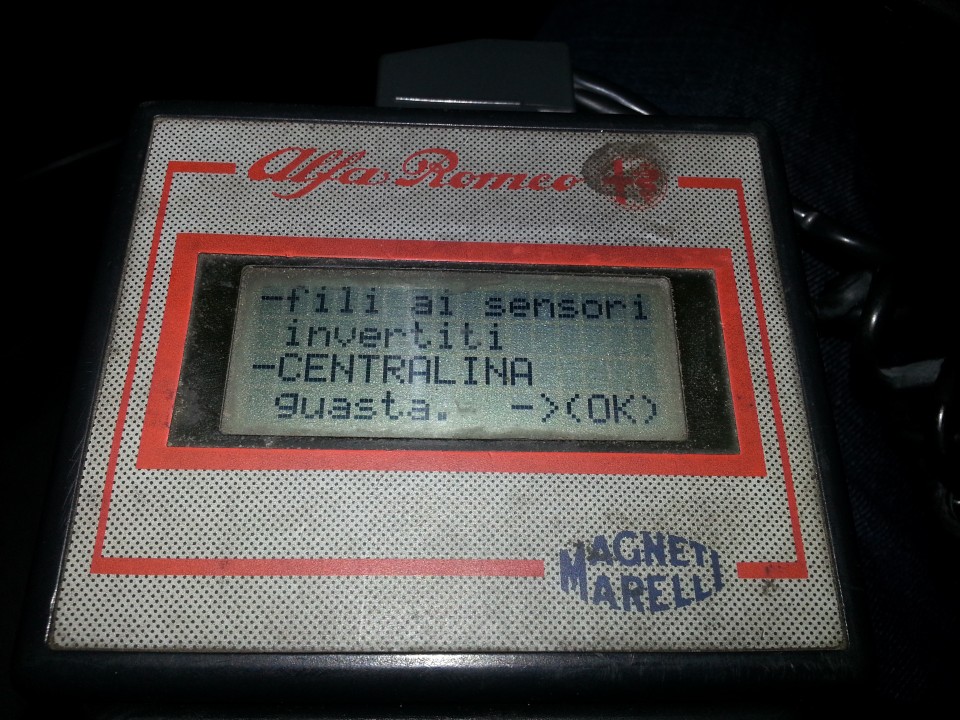 Alfa Romeo
-fili ai sensori
invertiti
-CENTRALINA
guasta. ->(OK)
MAGNETI
MARELLI